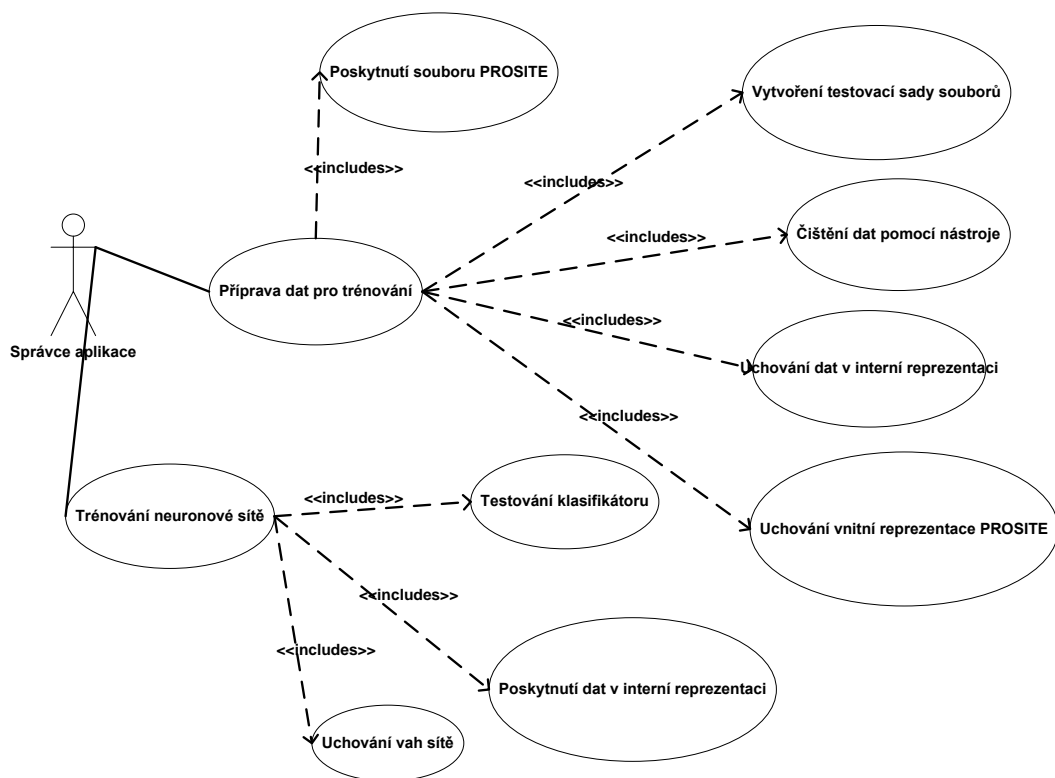 Poskytnutí souboru PROSITE
Vytvoření testovací sady souborů
<<includes>>
<<includes>>
<<includes>>
Čištění dat pomocí nástroje
Příprava dat pro trénování
<<includes>>
Správce aplikace
Uchování dat v interní reprezentaci
<<includes>>
Trénování neuronové sítě
<<includes>>
Testování klasifikátoru
Uchování vnitní reprezentace PROSITE
<<includes>>
<<includes>>
Poskytnutí dat v interní reprezentaci
Uchování vah sítě